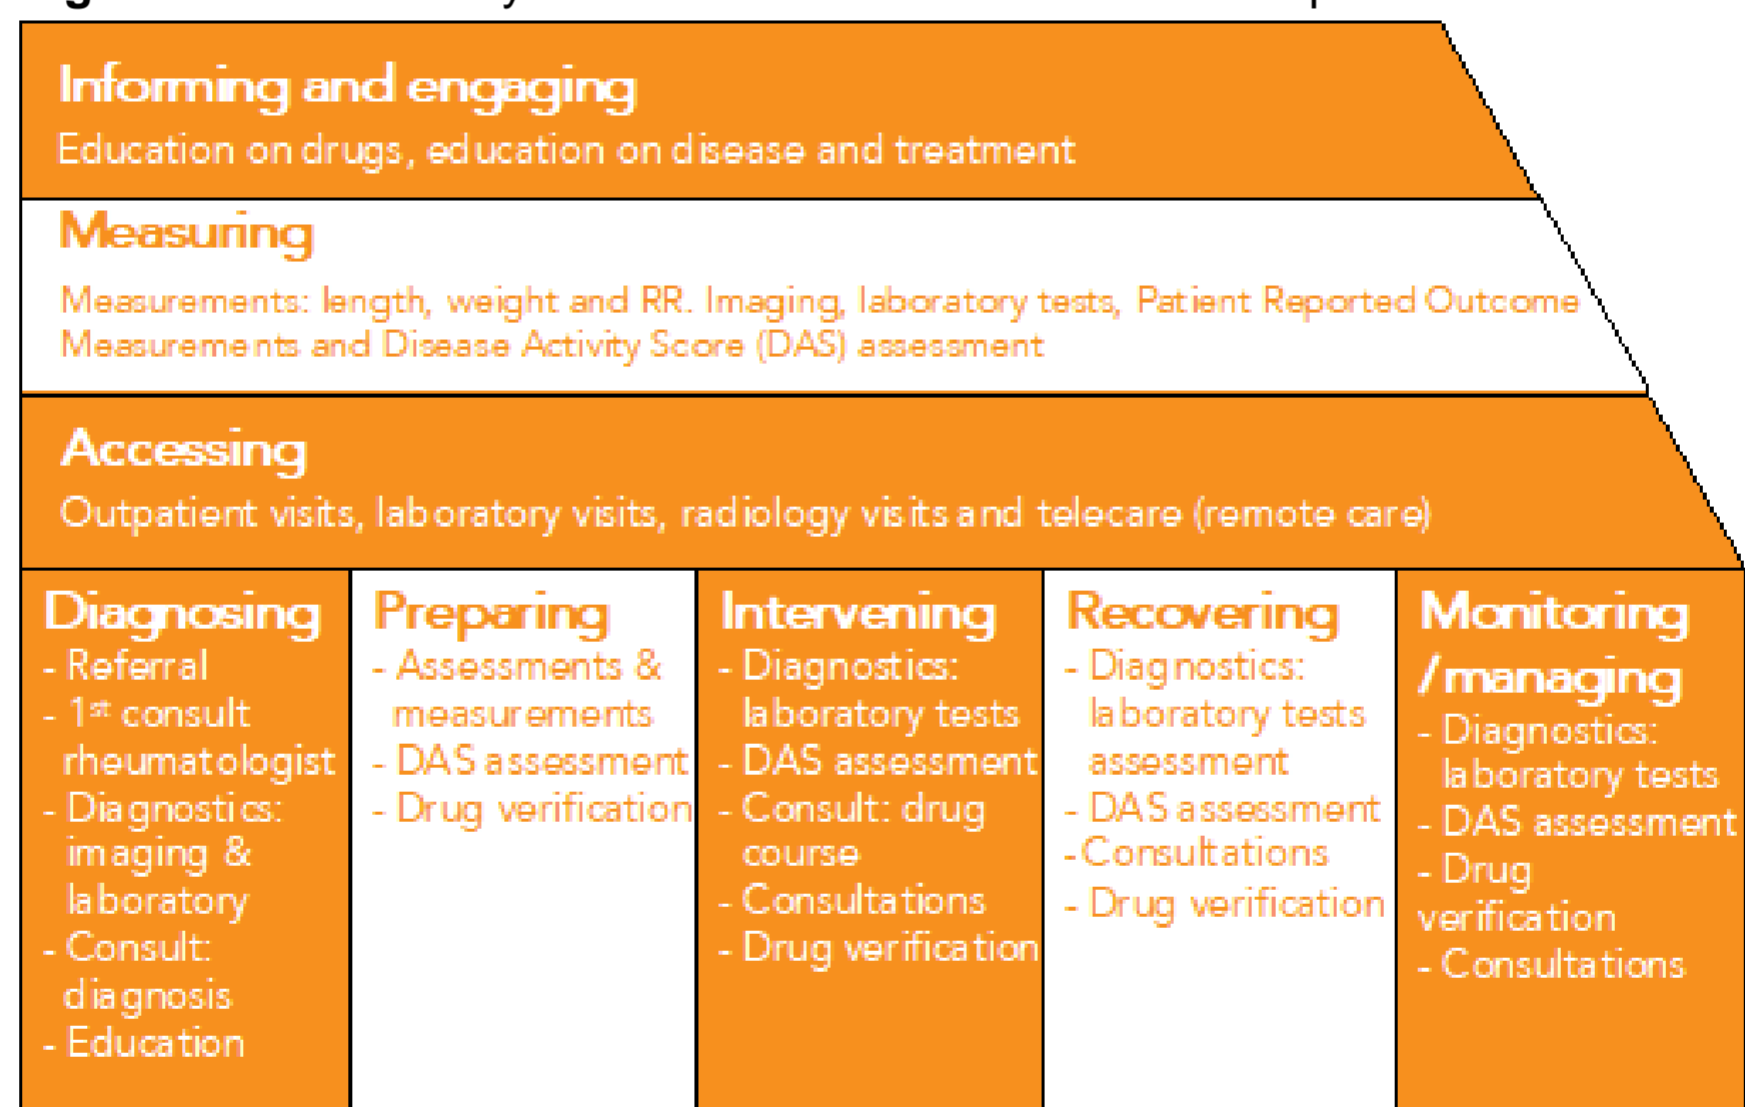 Informing and engaging
Education on drugs, education on disease and treatment
Measuring
Measurements: length, weight and RR. Imaging, laboratory tests, Patient Reported Outcome
Measurements and Disease Activity Score (DAS) assessment
Accessing
Outpatient visits, laboratory visits, radiology visits and telecare (remote care)
Diagnosing
- Referral
- 1st consult
rheumatologist
- Diagnostics:
imaging &
laboratory
- Consult:
diagnosis
- Education
Preparing
- Assessments &
measurements
- DAS assessment
- Drug verification
Intervening
- Diagnostics:
laboratory tests
- DAS assessment
- Consult: drug
course
- Consultations
- Drug verification
Recovering
- Diagnostics:
laboratory tests
assessment
- DAS assessment
-Consultations
- Drug verification
Monitoring
/managing
- Diagnostics:
laboratory tests
- DAS assessment
- Drug
verification
- Consultations